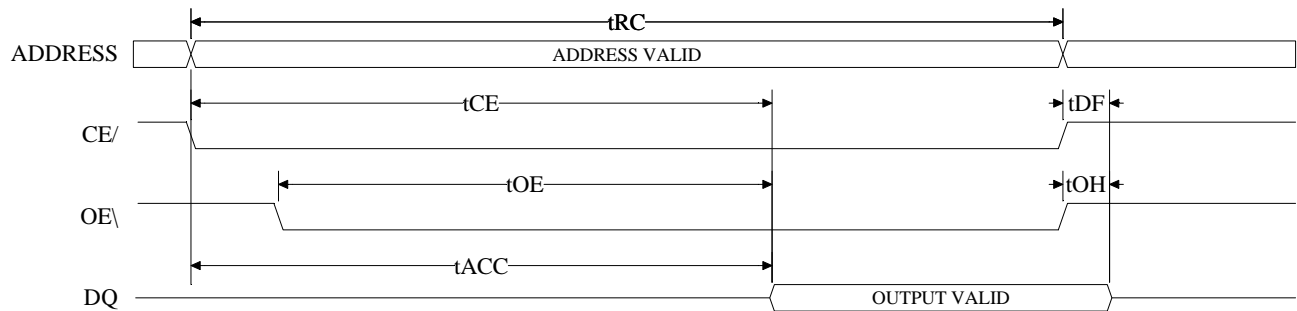 tRC
ADDRESS ADDRESS VALID
tCE tDF
CE/
tOE tOH
OE\
tACC
DQ OUTPUT VALID